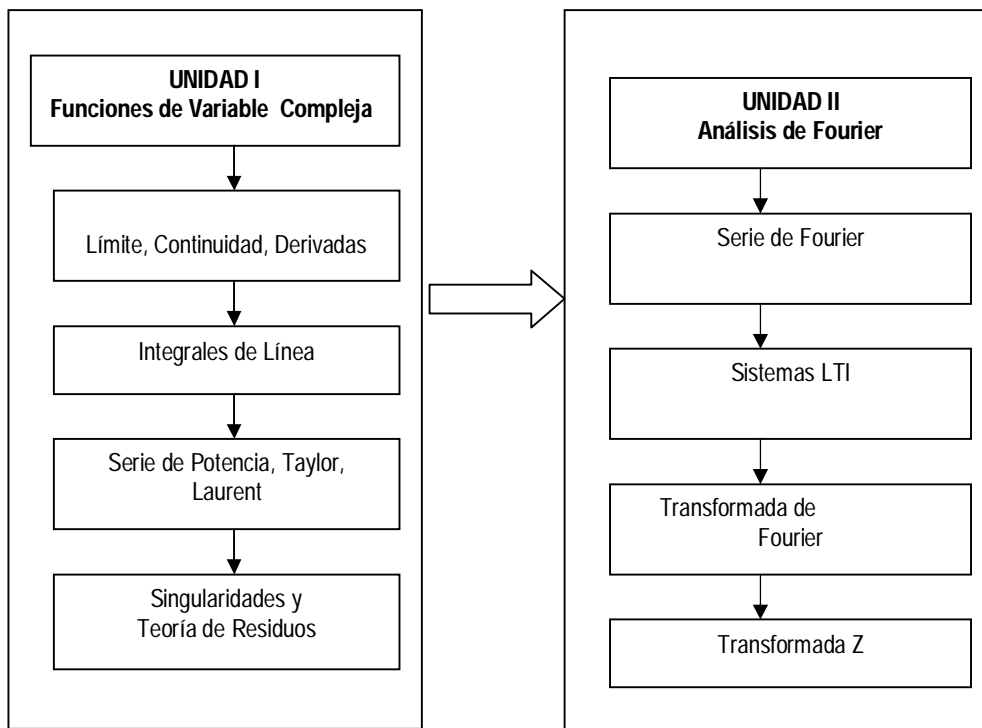 UNIDAD I
Funciones de Variable Compleja
Límite, Continuidad, Derivadas
Integrales de Línea
Serie de Potencia, Taylor,
Laurent
Singularidades y
Teoría de Residuos
UNIDAD II
Análisis de Fourier
Serie de Fourier
Sistemas LTI
Transformada de
Fourier
Transformada Z